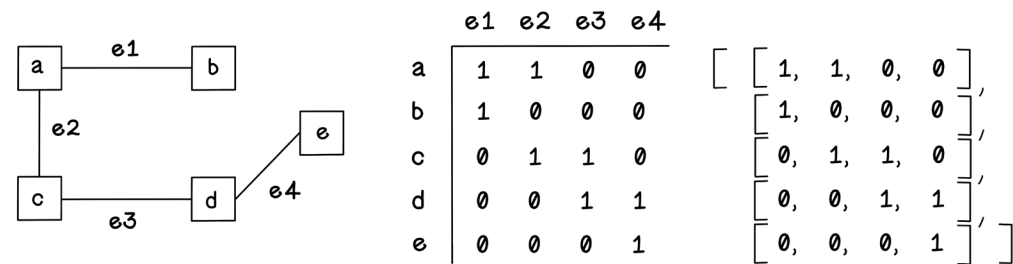 e1
a
b
e2
e
c
d
e4
e3
e1 e2 e3 e4
a 1 1 0 0
b 1 0 0 0
c 0 1 1 0
d 0 0 1 1
e 0 0 0 1
[ [ 1, 1, 0, 0 ],
[ 1, 0, 0, 0 ],
[ 0, 1, 1, 0 ],
[ 0, 0, 1, 1 ],
[ 0, 0, 0, 1 ] ]